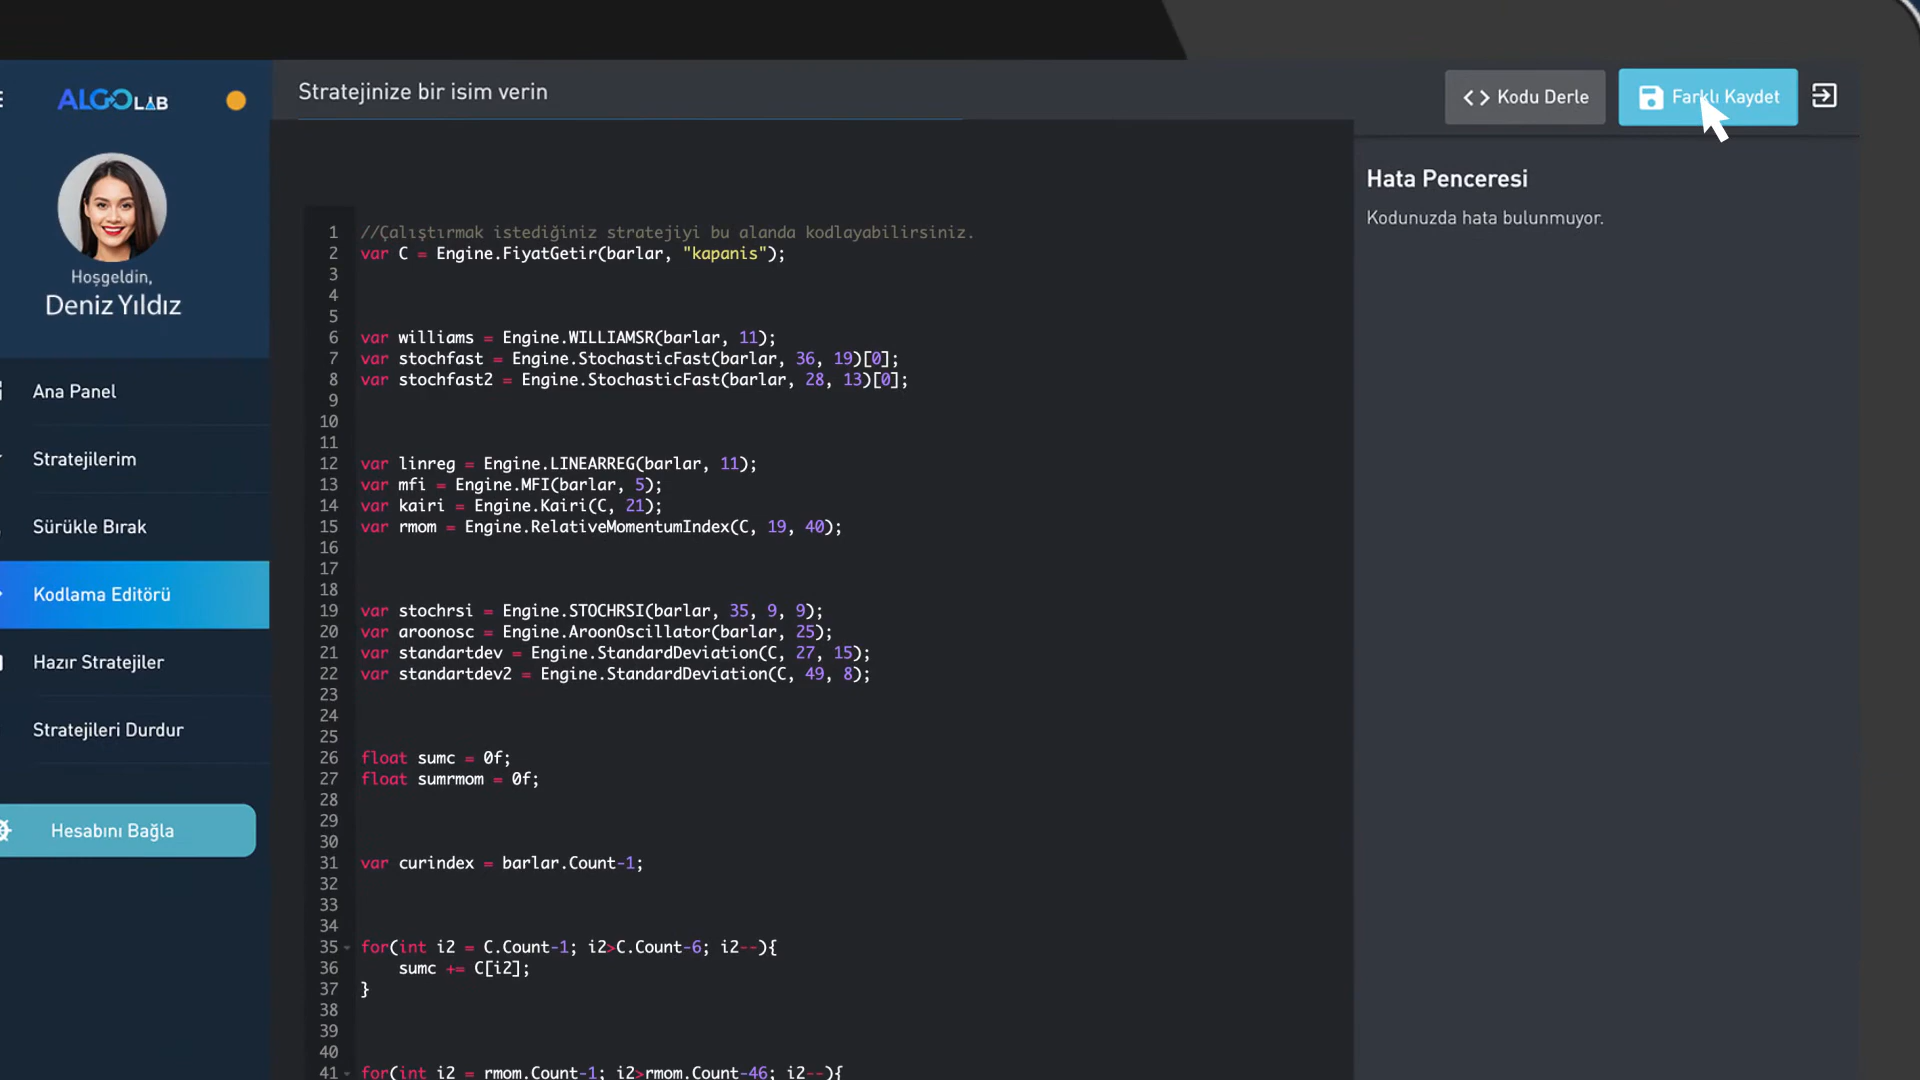 ALGOLAB
Hoşgeldin,
Deniz Yıldız
Ana Panel
Stratejilerim
Sürükle Bırak
Kodlama Editörü
Hazır Stratejiler
Stratejileri Durdur
Hesabını Bağla
Stratejinize bir isim verin
<> Kodu Derle
Farklı Kaydet
1 //Çalıştırmak istediğiniz stratejiyi bu alanda kodlayabilirsiniz.
2 var C = Engine.FiyatGetir(barlar, "kapanis");
3
4
5
6 var williams = Engine.WILLIAMSR(barlar, 11);
7 var stochfast = Engine.StochasticFast(barlar, 36, 19)[0];
8 var stochfast2 = Engine.StochasticFast(barlar, 28, 13)[0];
9
10
11
12 var linreg = Engine.LINEARREG(barlar, 11);
13 var mfi = Engine.MFI(barlar, 5);
14 var kairi = Engine.Kairi(C, 21);
15 var rmom = Engine.RelativeMomentumIndex(C, 19, 40);
16
17
18
19 var stochrsi = Engine.STOCHRSI(barlar, 35, 9, 9);
20 var aroonosc = Engine.AroonOscillator(barlar, 25);
21 var standartdev = Engine.StandardDeviation(C, 27, 15);
22 var standartdev2 = Engine.StandardDeviation(C, 49, 8);
23
24
25
26 float sumc = 0f;
27 float sumrmom = 0f;
28
29
30
31 var curindex = barlar.Count-1;
32
33
34
35 for(int i2 = C.Count-1; i2>C.Count-6; i2--){
36 sumc += C[i2];
37 }
38
39
40
41 for(int i2 = rmom.Count-1; i2>rmom.Count-46; i2--){
Hata Penceresi
Kodunuzda hata bulunmuyor.